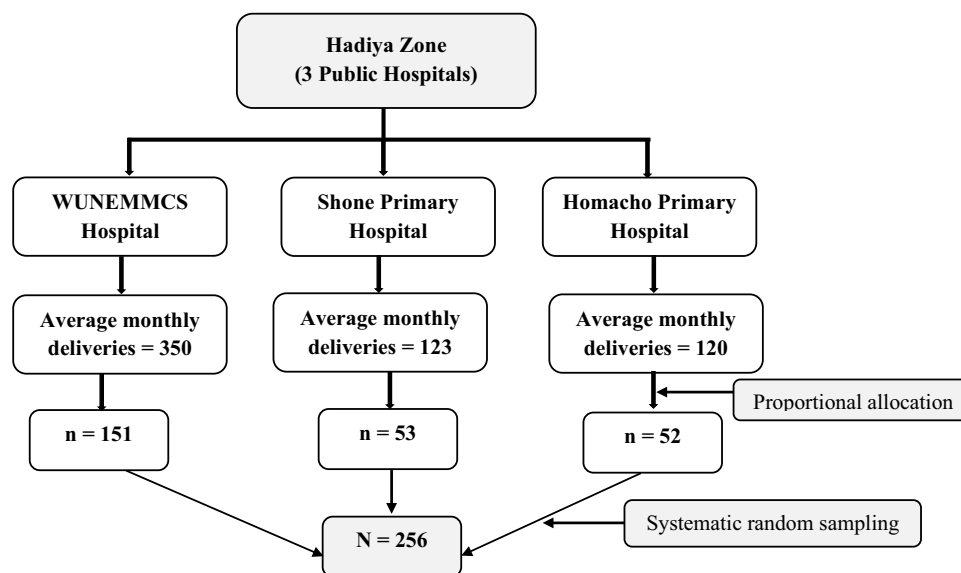 Hadiya Zone
(3 Public Hospitals)
WUNEMMCS
Hospital
Shone Primary
Hospital
Homacho Primary
Hospital
Average monthly
deliveries = 350
Average monthly
deliveries = 123
Average monthly
deliveries = 120
Proportional allocation
n = 151
n = 53
n = 52
Systematic random sampling
N = 256